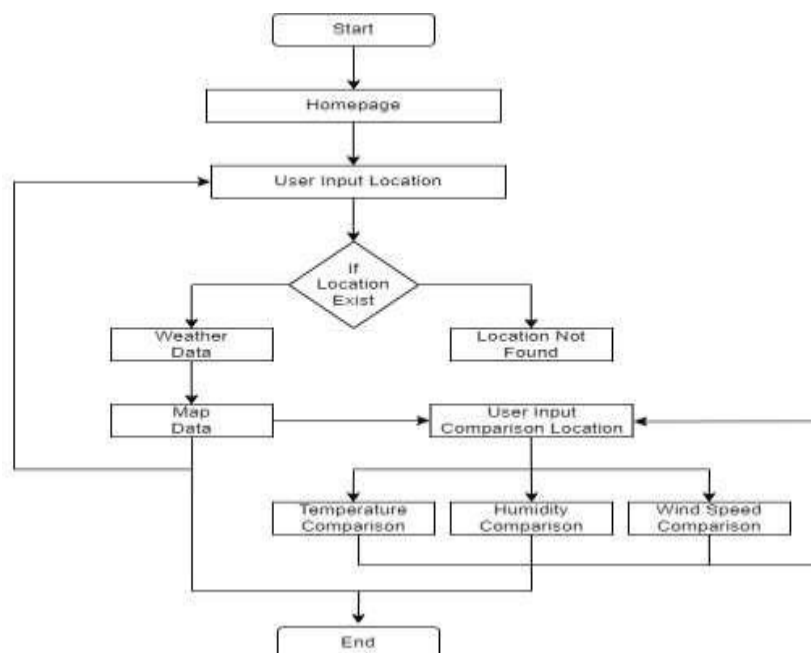 Start
Homepage
User Input Location
If
Location
Exist
Weather
Data
Location Not
Found
Map
Data
User Input
Comparison Location
Temperature
Comparison
Humidity
Comparison
Wind Speed
Comparison
End